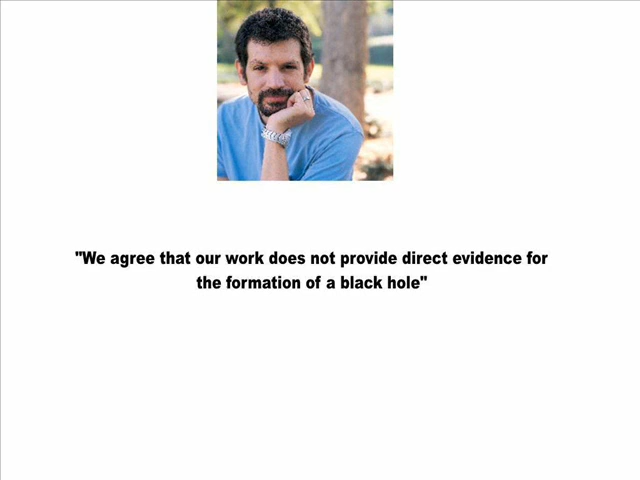 "We agree that our work does not provide direct evidence for
the formation of a black hole"